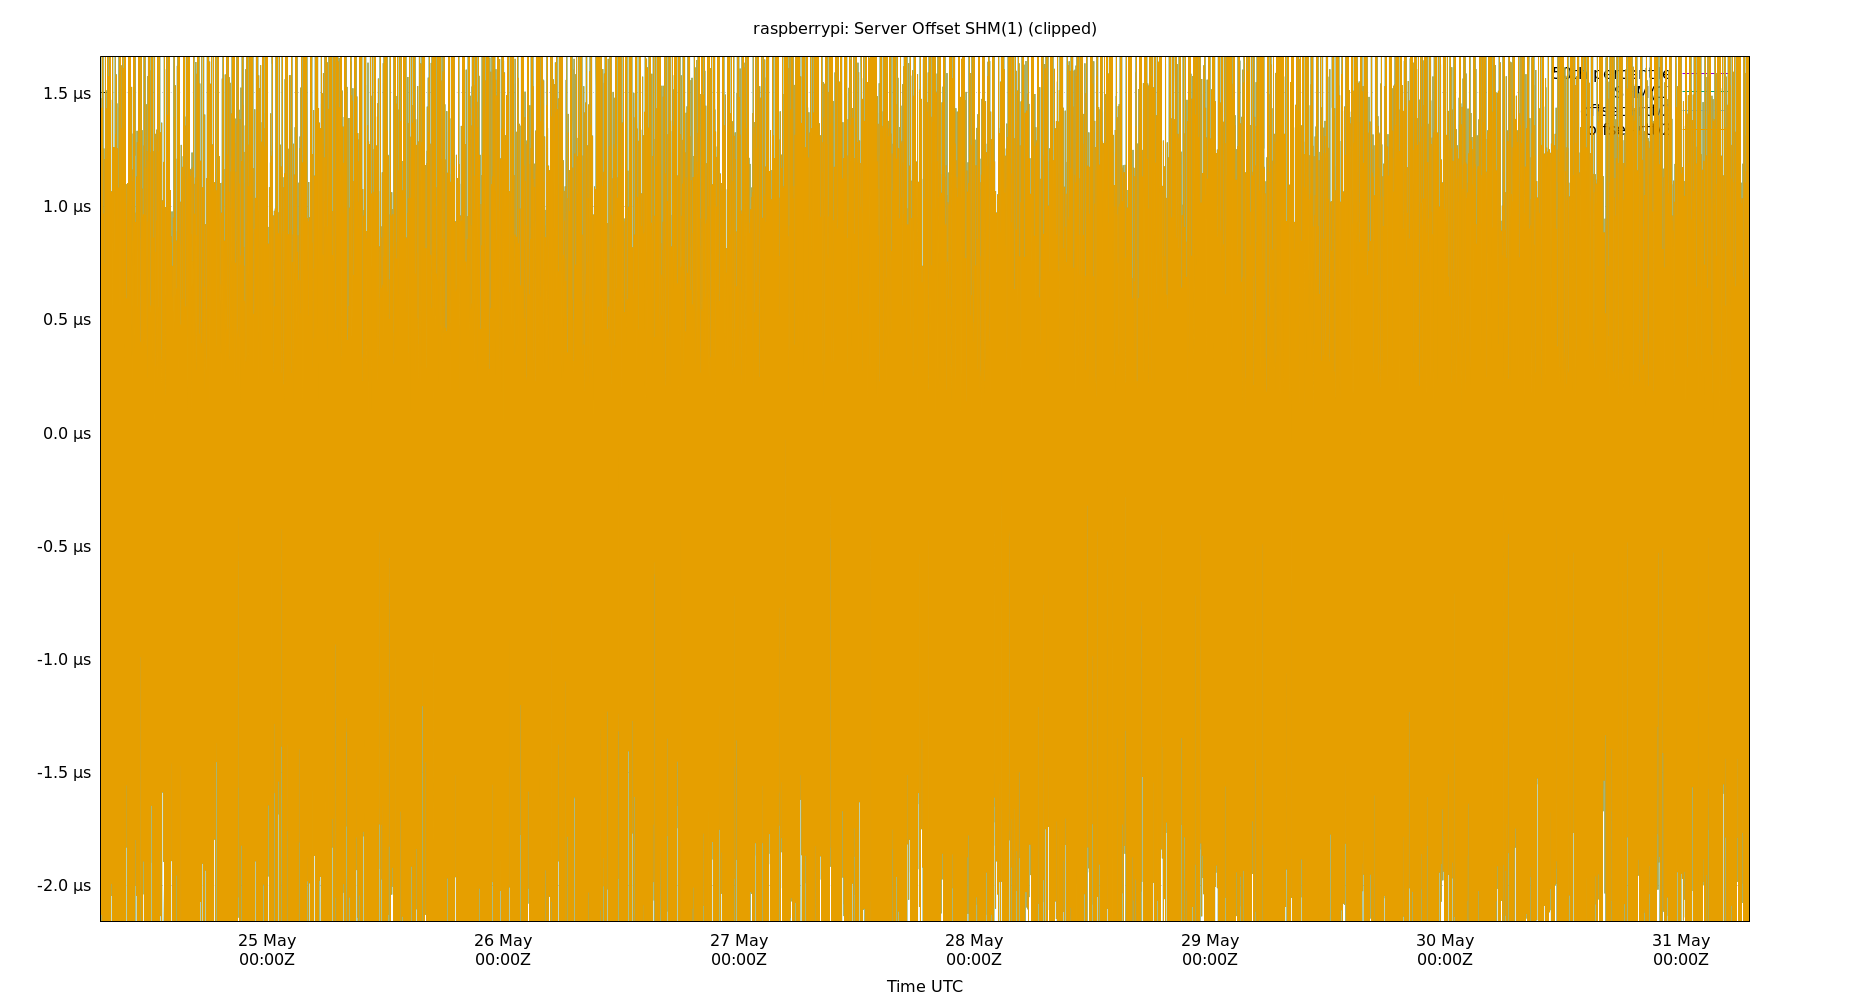 raspberrypi: Server Offset SHM(1) (clipped)
1.5 µs
1.0 µs
0.5 µs
0.0 µs
-0.5 µs
-1.0 µs
-1.5 µs
-2.0 µs
25 May 26 May 27 May 28 May 29 May 30 May 31 May
00:00Z 00:00Z 00:00Z 00:00Z 00:00Z 00:00Z 00:00Z
Time UTC